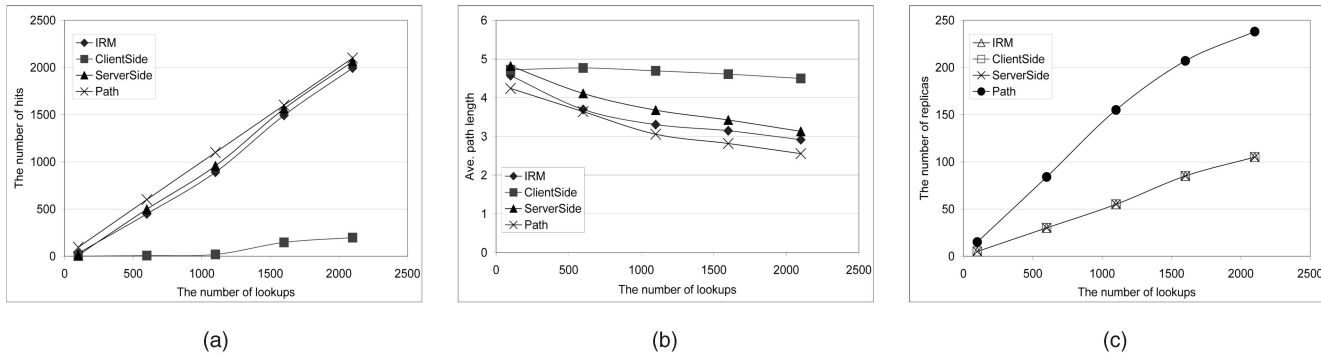 2500
2000
1500
1000
500
0
The number of hits
IRM
ClientSide
ServerSide
Path
0 500 1000 1500 2000 2500
The number of lookups
(a)
6
5
4
3
2
1
0
Ave. path length
IRM
ClientSide
ServerSide
Path
0 500 1000 1500 2000 2500
The number of lookups
(b)
250
200
150
100
50
0
The number of replicas
IRM
ClientSide
ServerSide
Path
0 500 1000 1500 2000 2500
The number of lookups
(c)